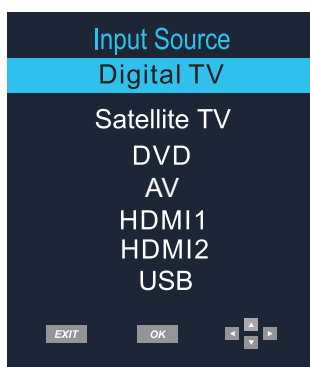 Input Source
Digital TV
Satellite TV
DVD
AV
HDMI1
HDMI2
USB
EXIT OK